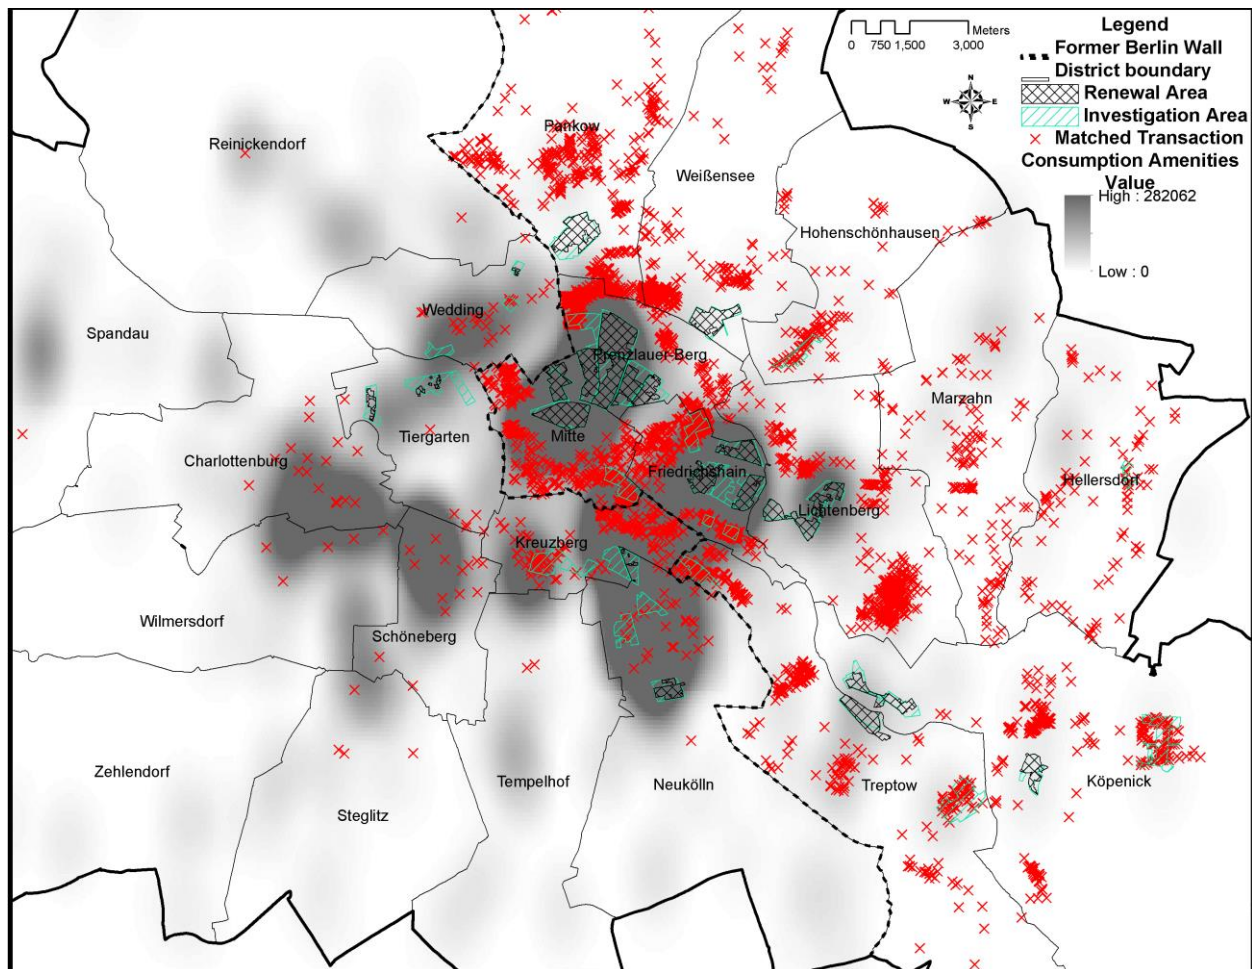 Legend
Meters
0 750 1,500 3,000
Former Berlin Wall
District boundary
N
W E
S
Renewal Area
Investigation Area
Matched Transaction
Consumption Amenities
Value
High : 282062
Low : 0
Pankow
Reinickendorf
Weißensee
Hohenschönhausen
Wedding
Spandau
Prenzlauer-Berg
Marzahn
Tiergarten
Mitte
Charlottenburg
Friedrichshain
Hellersdorf
Lichtenberg
Kreuzberg
Wilmersdorf
Schöneberg
Zehlendorf
Tempelhof
Neukölln
Treptow
Köpenick
Steglitz